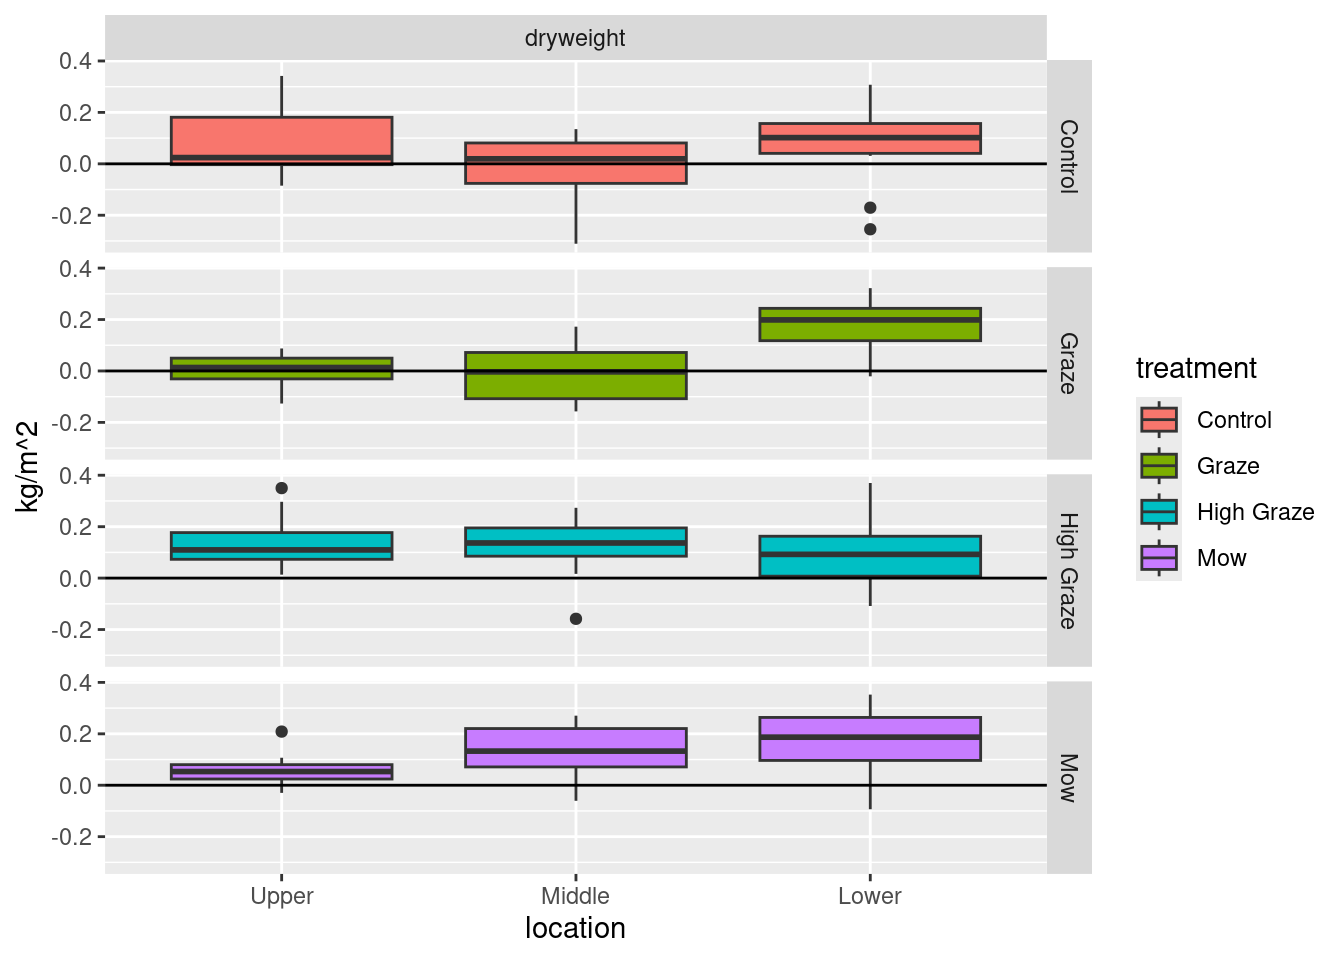 dryweight
0.4
0.2
0.0
-0.2
Control
0.4
0.2
0.0
-0.2
Graze
0.4
0.2
0.0
-0.2
High Graze
0.4
0.2
0.0
-0.2
Mow
kg/m^2
Upper Middle Lower
location
treatment
Control
Graze
High Graze
Mow